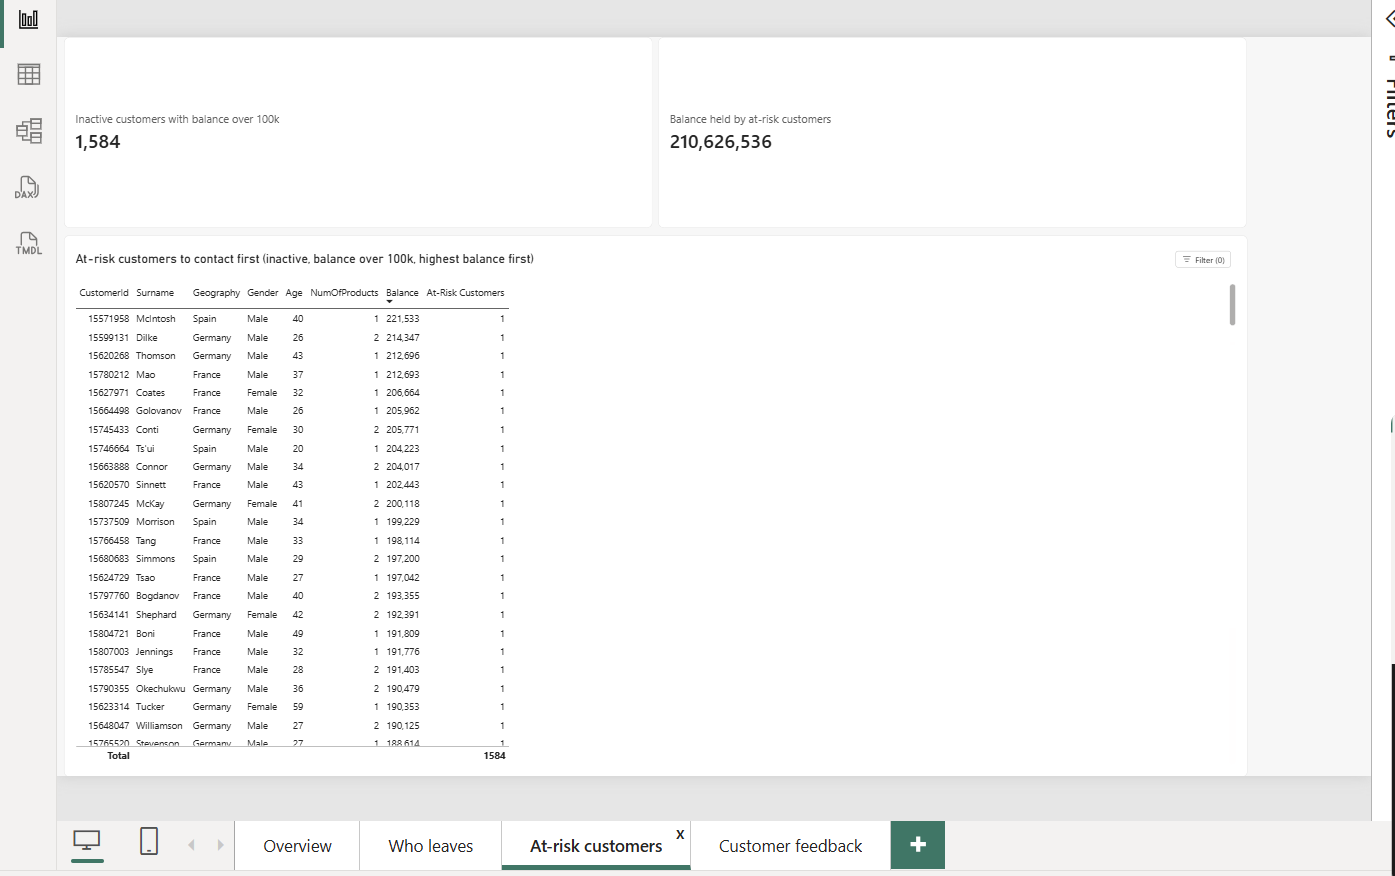 Filters
DAX
TMDL
Inactive customers with balance over 100k
1,584
Balance held by at-risk customers
210,626,536
At-risk customers to contact first (inactive, balance over 100k, highest balance first)
Filter (0)
CustomerId Surname Geography Gender Age NumOfProducts Balance At-Risk Customers
15571958 McIntosh Spain Male 40 1 221,533 1
15599131 Dilke Germany Male 26 2 214,347 1
15620268 Thomson Germany Male 43 1 212,696 1
15780212 Mao France Male 37 1 212,693 1
15627971 Coates France Female 32 1 206,664 1
15664498 Golovanov France Male 26 1 205,962 1
15745433 Conti Germany Female 30 2 205,771 1
15746664 Ts'ui Spain Male 20 1 204,223 1
15663888 Connor Germany Male 34 2 204,017 1
15620570 Sinnett France Male 43 1 202,443 1
15807245 McKay Germany Female 41 2 200,118 1
15737509 Morrison Spain Male 34 1 199,229 1
15766458 Tang France Male 33 1 198,114 1
15680683 Simmons Spain Male 29 2 197,200 1
15624729 Tsao France Male 27 1 197,042 1
15797760 Bogdanov France Male 40 2 193,355 1
15634141 Shephard Germany Female 42 2 192,391 1
15804721 Boni France Male 49 1 191,809 1
15807003 Jennings France Male 32 1 191,776 1
15785547 Slye France Male 28 2 191,403 1
15790355 Okechukwu Germany Male 36 2 190,479 1
15623314 Tucker Germany Female 59 1 190,353 1
15648047 Williamson Germany Male 27 2 190,125 1
15765520 Stevenson Germany Male 27 1 188,614 1
Total 1584
Overview
Who leaves
At-risk customers
x
Customer feedback
+